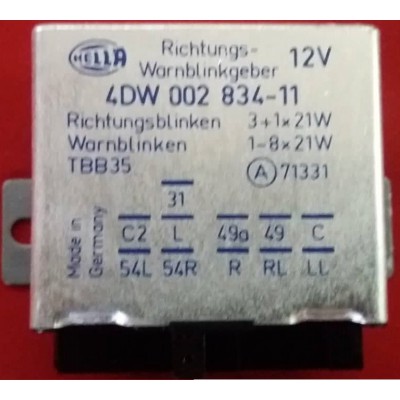 HELLA
Richtungs- 12V
Warnblinkgeber
4DW 002 834-11
Richtungsblinken 3+1×21W
Warnblinken 1-8×21W
TBB35 A 71331
31
C2 L 49a 49 C
54L 54R R RL LL
Made in
Germany